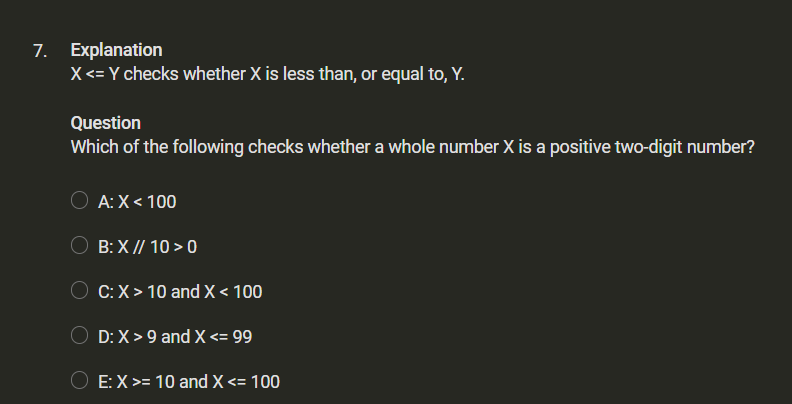 7. Explanation
X <= Y checks whether X is less than, or equal to, Y.
Question
Which of the following checks whether a whole number X is a positive two-digit number?
A: X < 100
B: X // 10 > 0
C: X > 10 and X < 100
D: X > 9 and X <= 99
E: X >= 10 and X <= 100